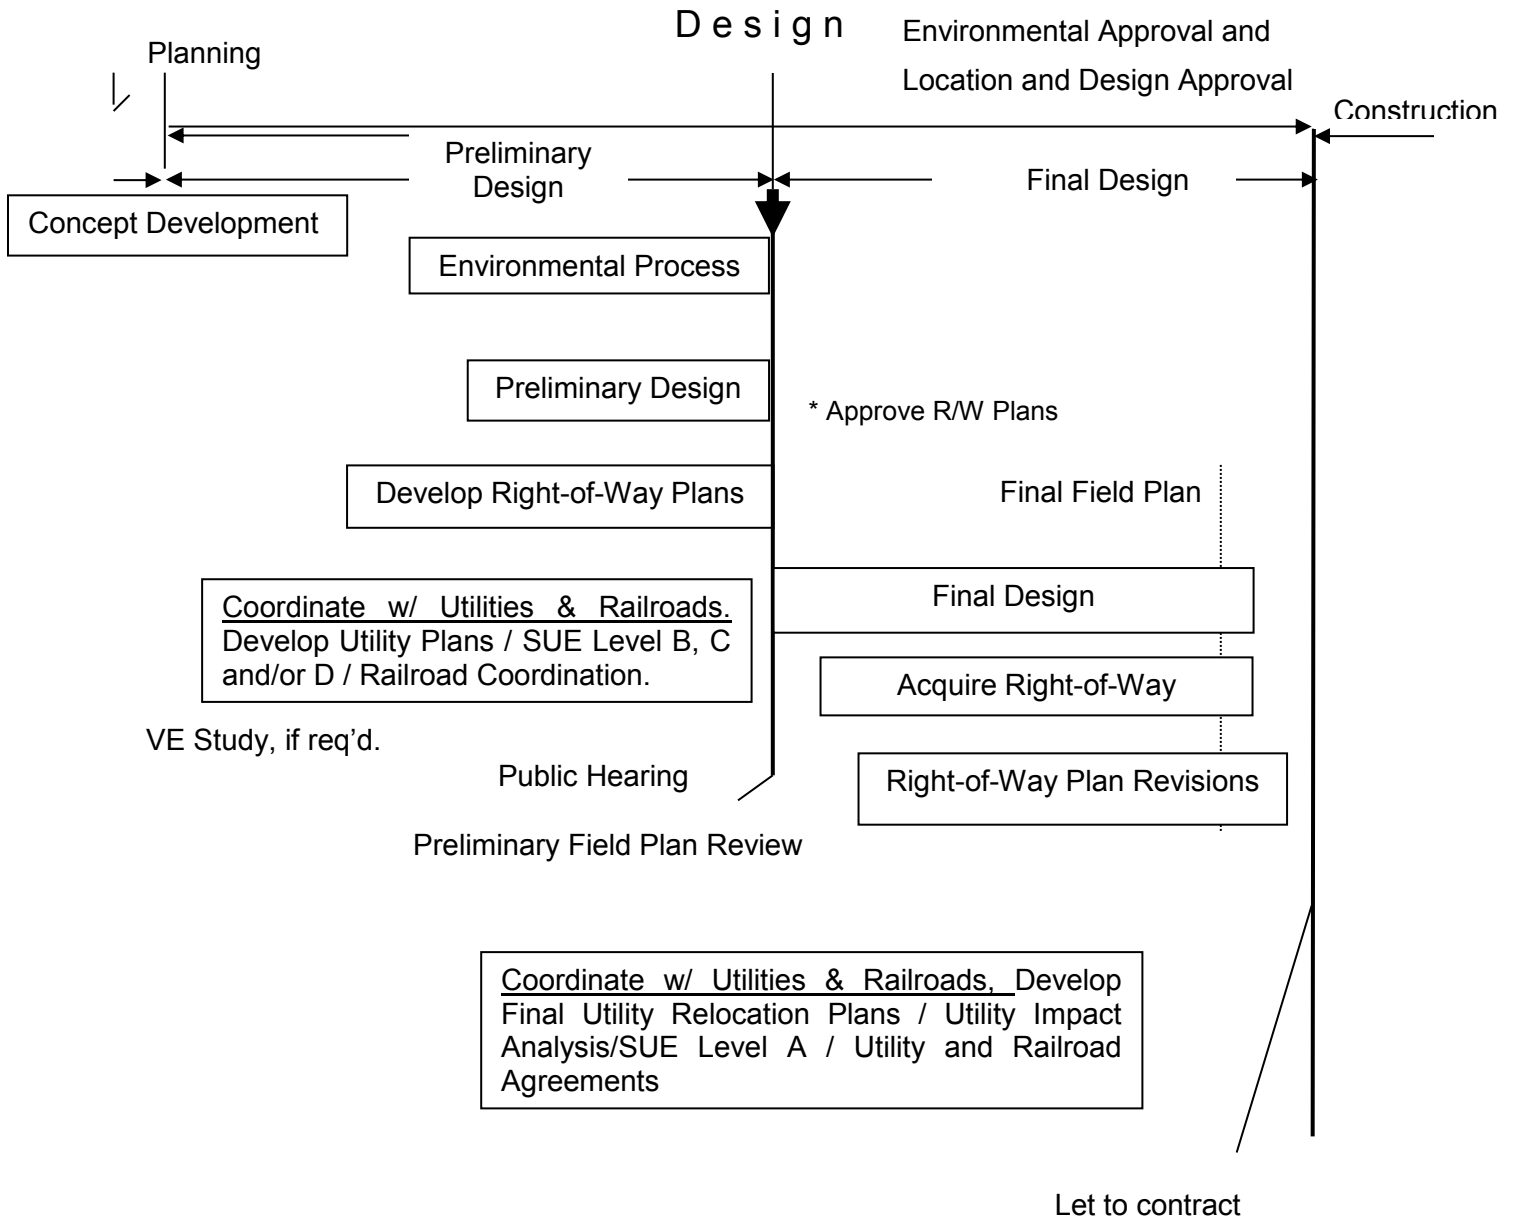 Design
Environmental Approval and
Location and Design Approval
Planning
Construction
Preliminary
Design
Final Design
Concept Development
Environmental Process
Preliminary Design
* Approve R/W Plans
Develop Right-of-Way Plans
Final Field Plan
Coordinate w/ Utilities & Railroads.
Develop Utility Plans / SUE Level B, C
and/or D / Railroad Coordination.
Final Design
Acquire Right-of-Way
VE Study, if req’d.
Public Hearing
Right-of-Way Plan Revisions
Preliminary Field Plan Review
Coordinate w/ Utilities & Railroads, Develop
Final Utility Relocation Plans / Utility Impact
Analysis/SUE Level A / Utility and Railroad
Agreements
Let to contract